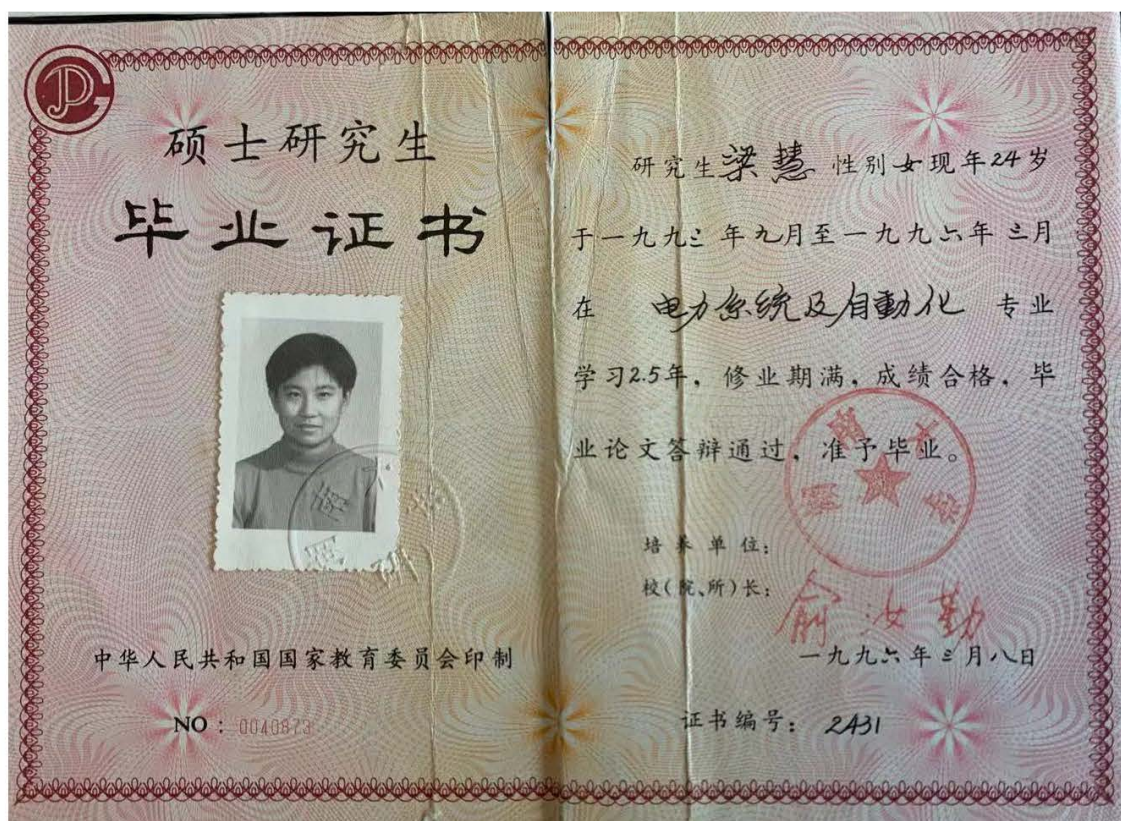 硕士研究生
毕业证书
中华人民共和国国家教育委员会印制
NO：0040873
研究生梁慧 性别女现年24岁
于一九九三年九月至一九九六年三月
在 电力系统及自動化 专业
学习2.5年，修业期满，成绩合格，毕
业论文答辩通过，准予毕业。
湖南大学
培养单位：
校（院、所）长：
俞汝勤
一九九六年三月八日
证书编号：2431